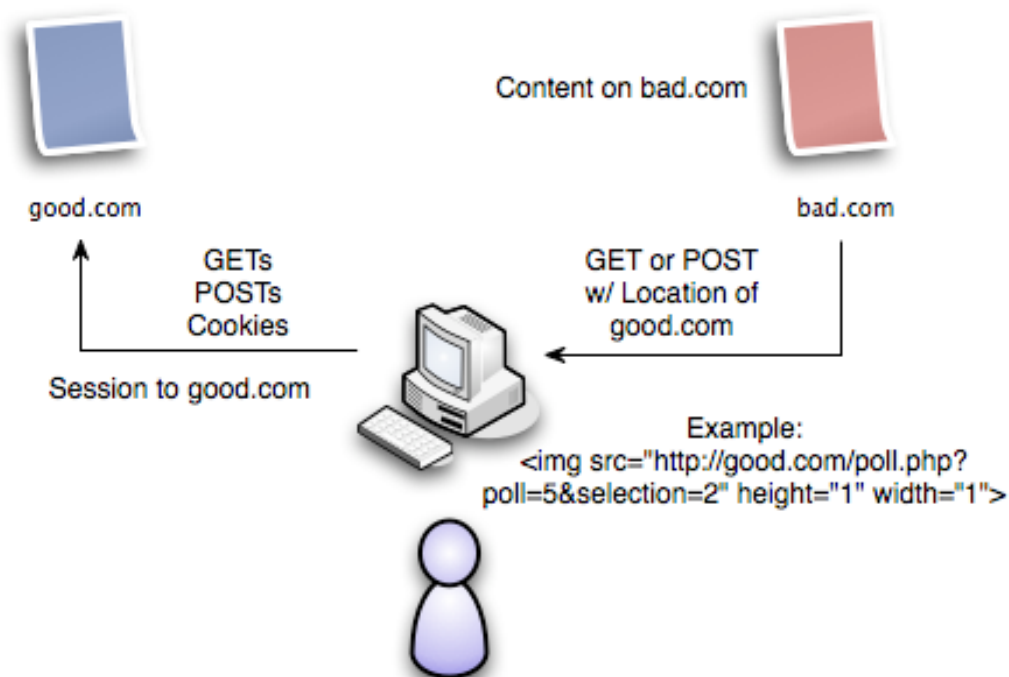 Content on bad.com
good.com
bad.com
GETs
POSTs
Cookies
GET or POST
w/ Location of
good.com
Session to good.com
Example:
<img src="http://good.com/poll.php?
poll=5&selection=2" height="1" width="1">